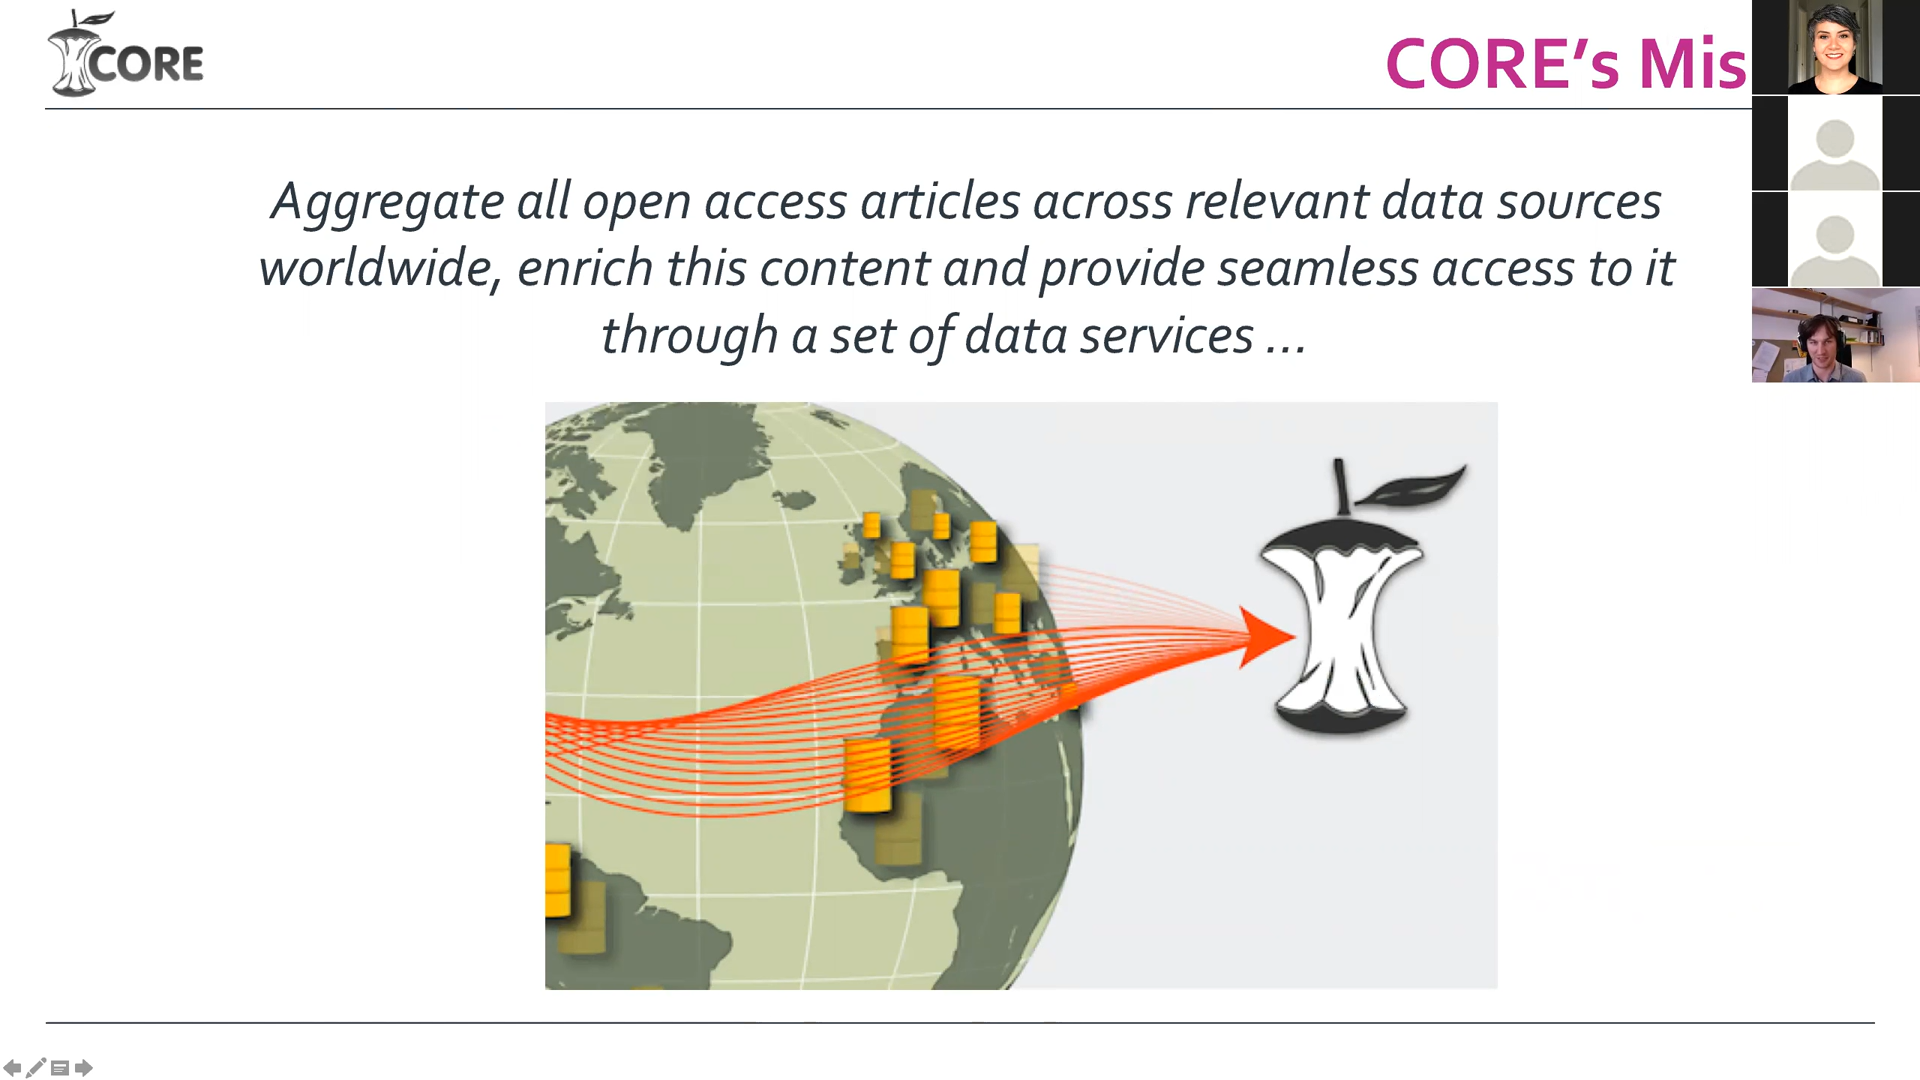 CORE
CORE's Mis
Aggregate all open access articles across relevant data sources
worldwide, enrich this content and provide seamless access to it
through a set of data services ...